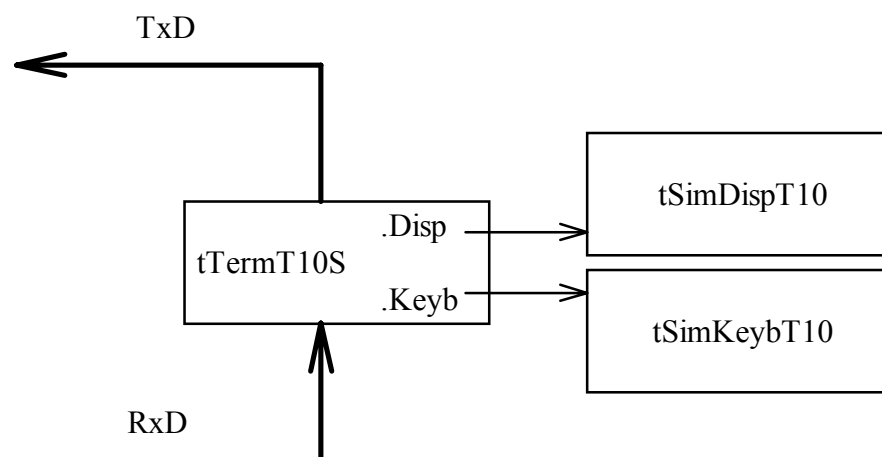 TxD
tSimDispT10
.Disp
tTermT10S
.Keyb
tSimKeybT10
RxD